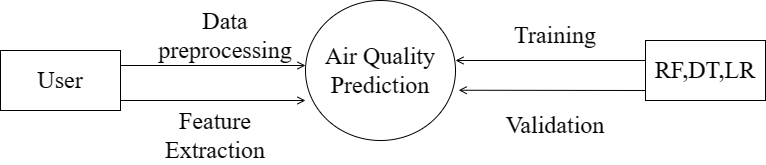 Data
preprocessing
User
Feature
Extraction
Air Quality
Prediction
Training
RF,DT,LR
Validation